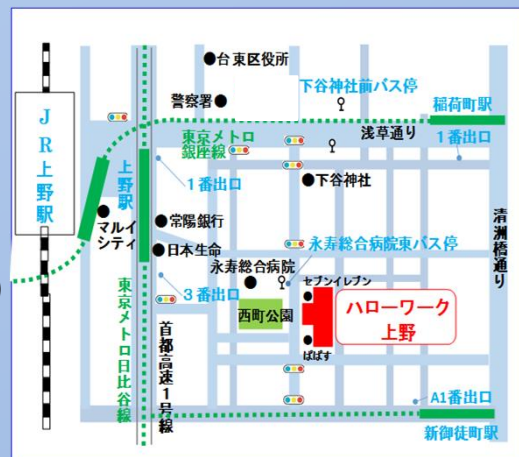 台東区役所
警察署
下谷神社前バス停
稲荷町駅
JR上野駅
上野駅
東京メトロ
銀座線
浅草通り
1番出口
1番出口
下谷神社
マルイ
シティ
常陽銀行
日本生命
永寿総合病院東バス停
清洲橋通り
永寿総合病院
セブンイレブン
3番出口
西町公園
ハローワーク
上野
ぱぱす
東京メトロ日比谷線
首都高速1号線
A1番出口
新御徒町駅